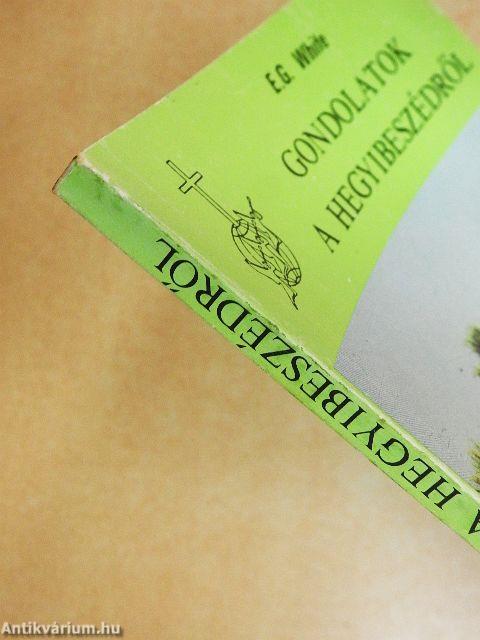 E.G. White
GONDOLATOK
A HEGYIBESZÉDRŐL
A HEGYIBESZÉDRŐL
Antikvárium.hu